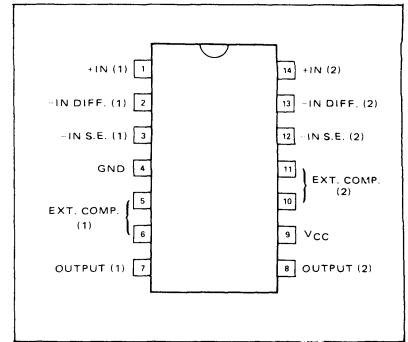 +IN (1) 1 14 +IN (2)
-IN DIFF. (1) 2 13 -IN DIFF. (2)
-IN S.E. (1) 3 12 -IN S.E. (2)
GND 4 11
EXT. COMP. (2)
5 10
EXT. COMP. (1)
6 9 VCC
OUTPUT (1) 7 8 OUTPUT (2)